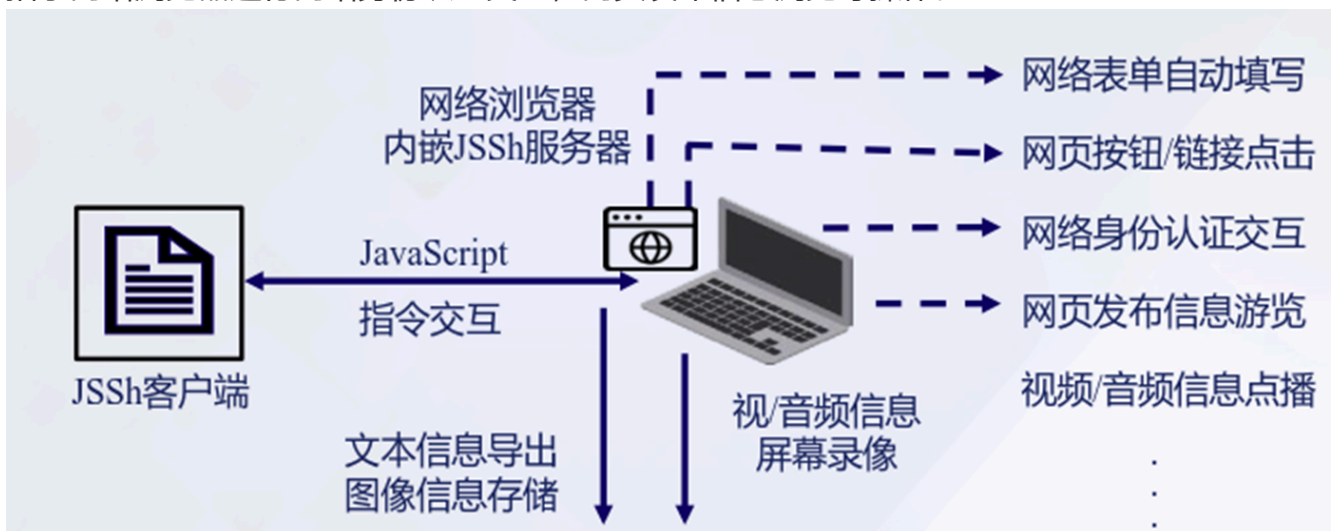 网络浏览器
内嵌JSSh服务器
网络表单自动填写
网页按钮/链接点击
网络身份认证交互
网页发布信息游览
视频/音频信息点播
.
.
.
JavaScript
指令交互
JSSh客户端
视/音频信息
屏幕录像
文本信息导出
图像信息存储